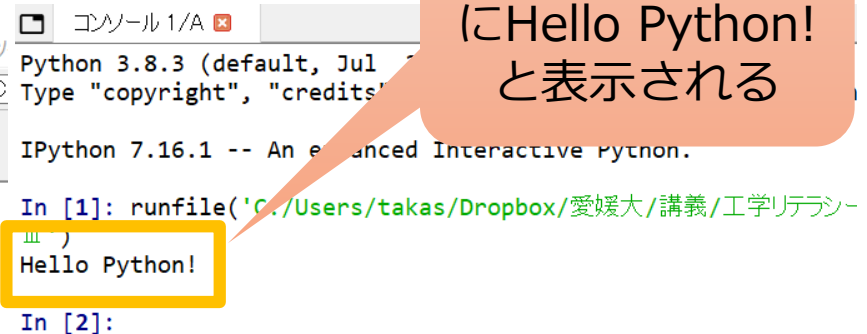 コンソール 1/A
にHello Python!
と表示される
Python 3.8.3 (default, Jul
Type "copyright", "credits"
IPython 7.16.1 -- An enhanced Interactive Python.
In [1]: runfile('C:/Users/takas/Dropbox/愛媛大/講義/工学リテラシー
Ⅲ')
Hello Python!
In [2]: